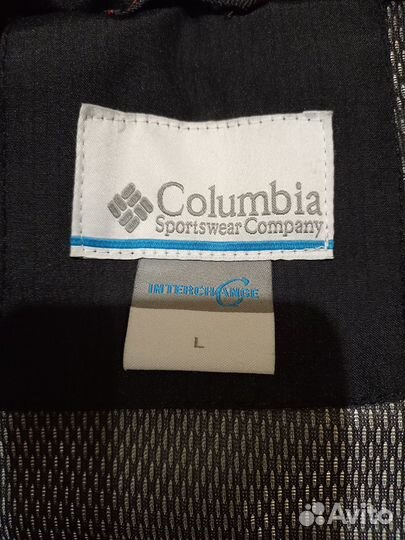 Columbia
Sportswear Company
INTERCHANGE
L
Avito